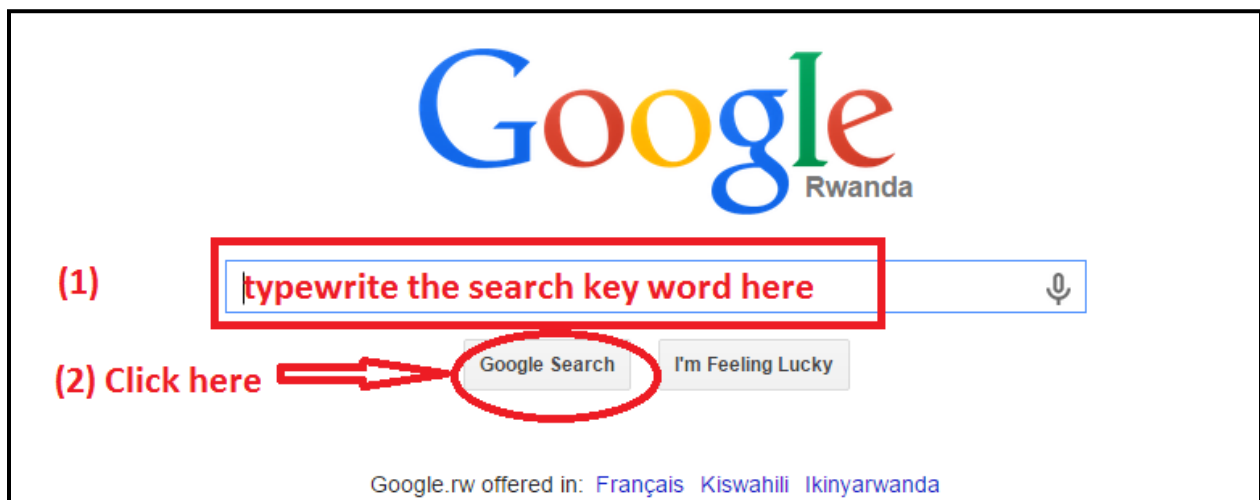 Google
Rwanda
(1) typewrite the search key word here
Google Search I'm Feeling Lucky
(2) Click here
Google.rw offered in: Français Kiswahili Ikinyarwanda